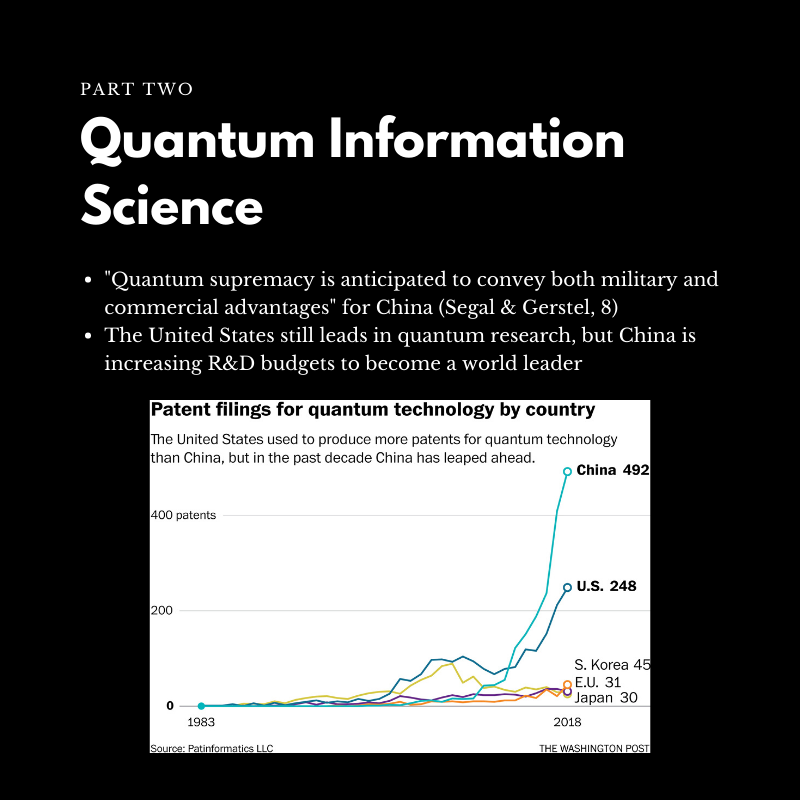 PART TWO
Quantum Information
Science
• "Quantum supremacy is anticipated to convey both military and
commercial advantages" for China (Segal & Gerstel, 8)
• The United States still leads in quantum research, but China is
increasing R&D budgets to become a world leader
Patent filings for quantum technology by country
The United States used to produce more patents for quantum technology
than China, but in the past decade China has leaped ahead.
China 492
400 patents
U.S. 248
200
S. Korea 45
E.U. 31
Japan 30
0
1983 2018
Source: Patinformatics LLC THE WASHINGTON POST